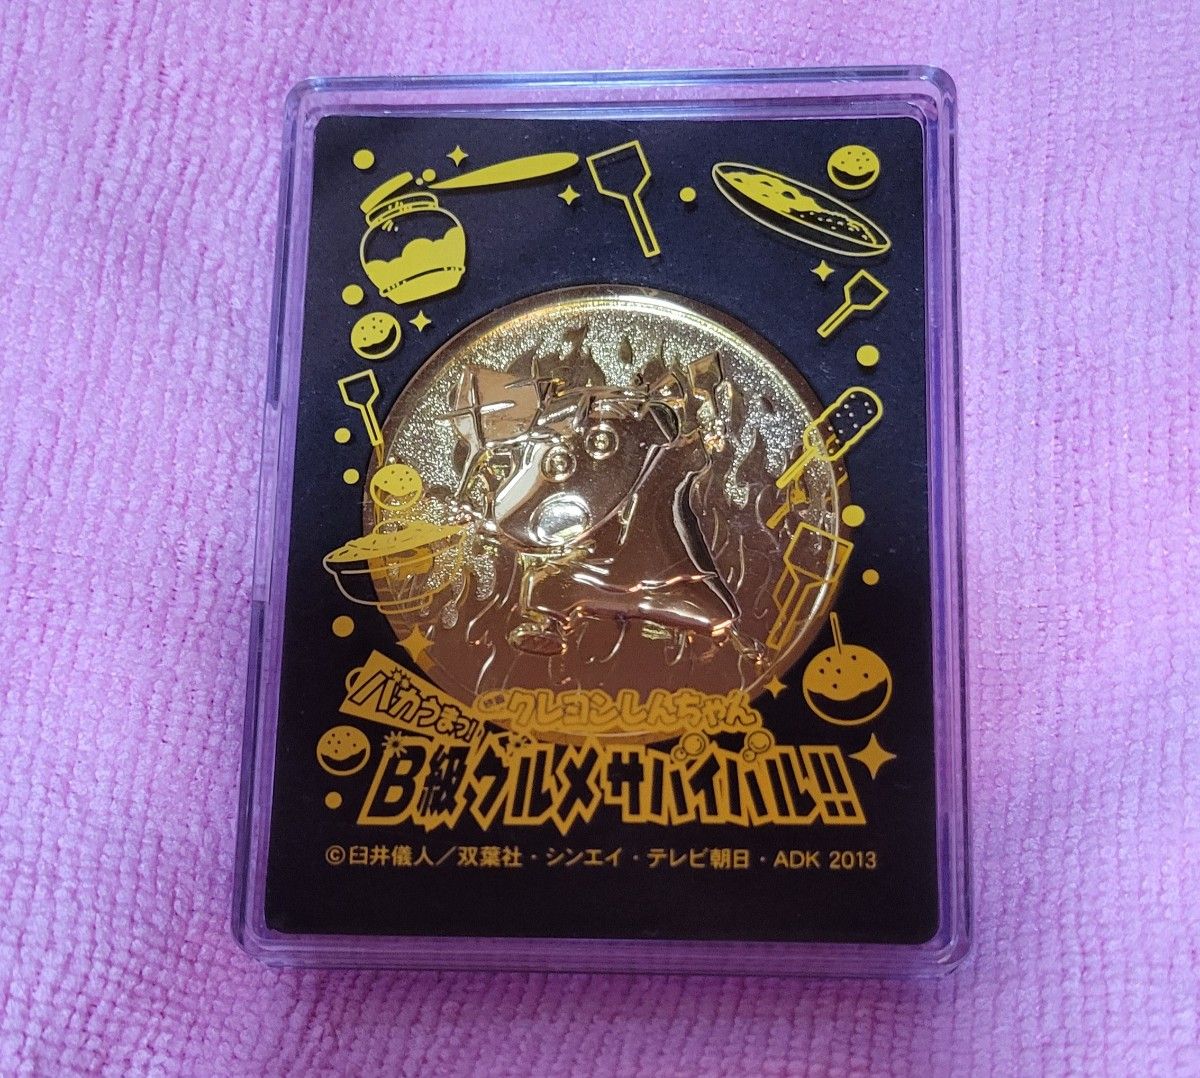 バカうまっ!
クレヨンしんちゃん
B級グルメサバイバル!!
©臼井儀人／双葉社・シンエイ・テレビ朝日・ADK 2013